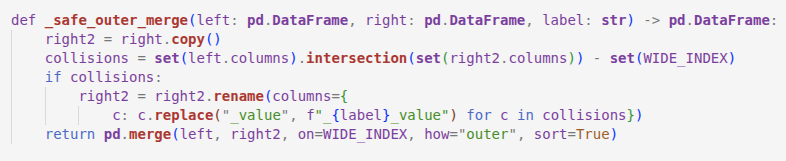 def _safe_outer_merge(left: pd.DataFrame, right: pd.DataFrame, label: str) -> pd.DataFrame:
    right2 = right.copy()
    collisions = set(left.columns).intersection(set(right2.columns)) - set(WIDE_INDEX)
    if collisions:
        right2 = right2.rename(columns={
            c: c.replace("_value", f"_{label}_value") for c in collisions})
    return pd.merge(left, right2, on=WIDE_INDEX, how="outer", sort=True)